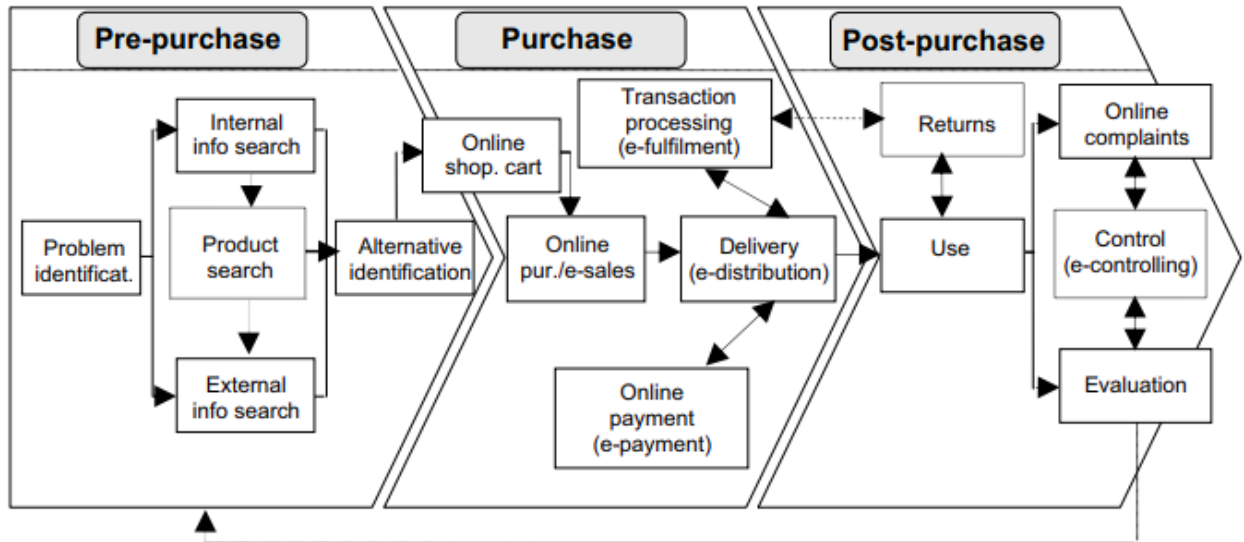 Pre-purchase
Purchase
Post-purchase
Internal
info search
Product
search
Problem
identificat.
External
info search
Alternative
identification
Online
shop. cart
Transaction
processing
(e-fulfilment)
Online
pur./e-sales
Delivery
(e-distribution)
Online
payment
(e-payment)
Returns
Use
Online
complaints
Control
(e-controlling)
Evaluation